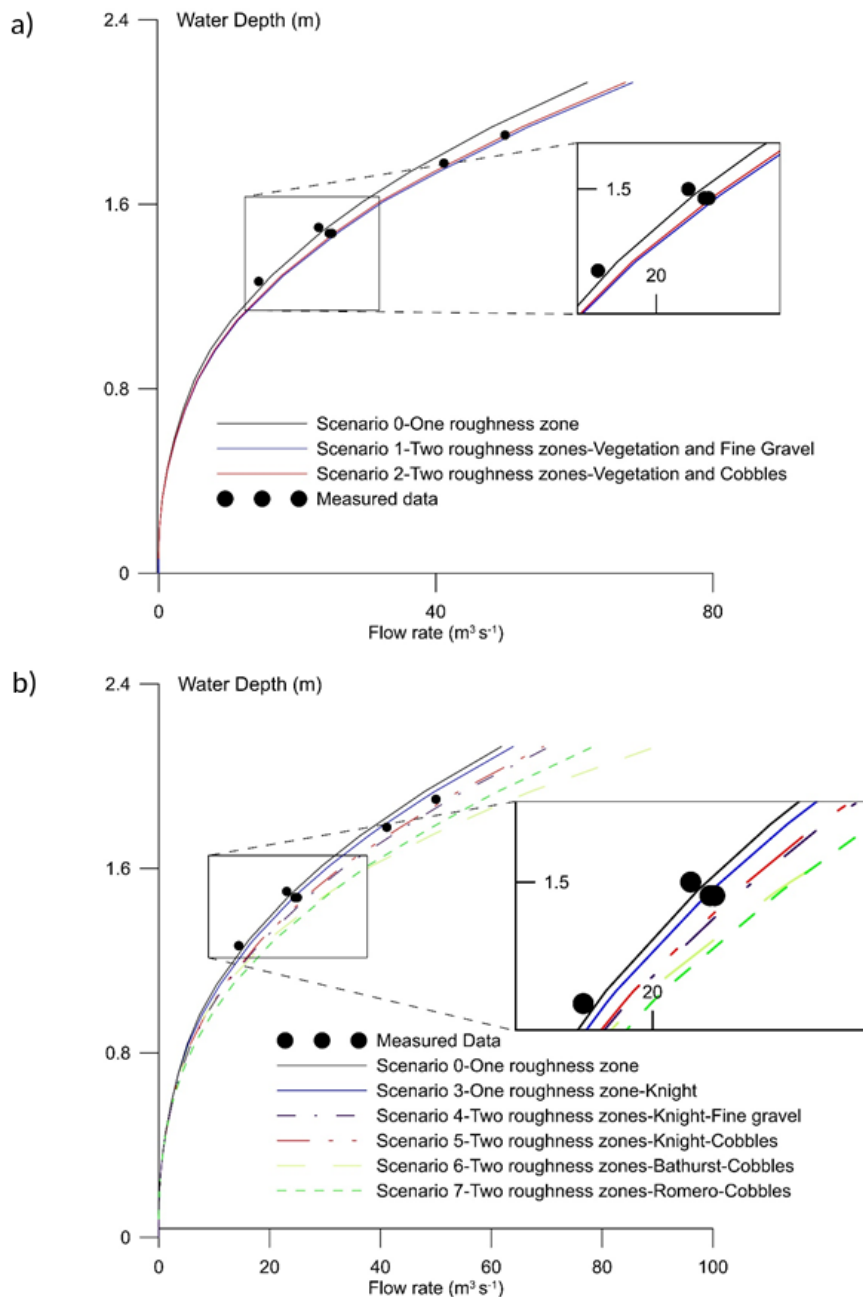 a)
Water Depth (m)
2.4
1.6
0.8
0
1.5
20
Scenario 0-One roughness zone
Scenario 1-Two roughness zones-Vegetation and Fine Gravel
Scenario 2-Two roughness zones-Vegetation and Cobbles
Measured data
0 40 80
Flow rate (m³ s⁻¹)
b)
Water Depth (m)
2.4
1.6
0.8
0
1.5
20
Measured Data
Scenario 0-One roughness zone
Scenario 3-One roughness zone-Knight
Scenario 4-Two roughness zones-Knight-Fine gravel
Scenario 5-Two roughness zones-Knight-Cobbles
Scenario 6-Two roughness zones-Bathurst-Cobbles
Scenario 7-Two roughness zones-Romero-Cobbles
0 20 40 60 80 100
Flow rate (m³ s⁻¹)